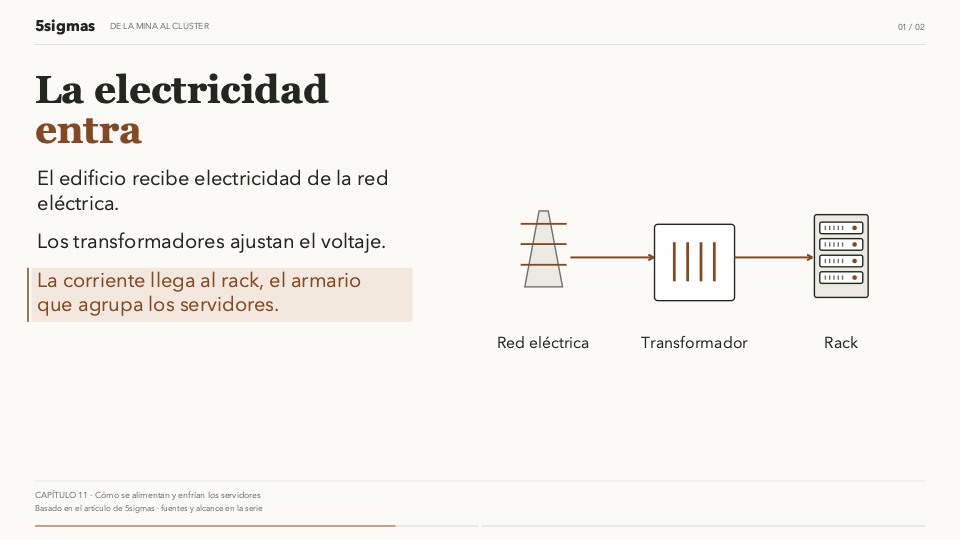 5sigmas
DE LA MINA AL CLÚSTER
01 / 02
La electricidad
entra
El edificio recibe electricidad de la red
eléctrica.
Los transformadores ajustan el voltaje.
La corriente llega al rack, el armario
que agrupa los servidores.
Red eléctrica
Transformador
Rack
CAPÍTULO 11 · Cómo se alimentan y enfrían los servidores
Basado en el artículo de 5sigmas · fuentes y alcance en la serie